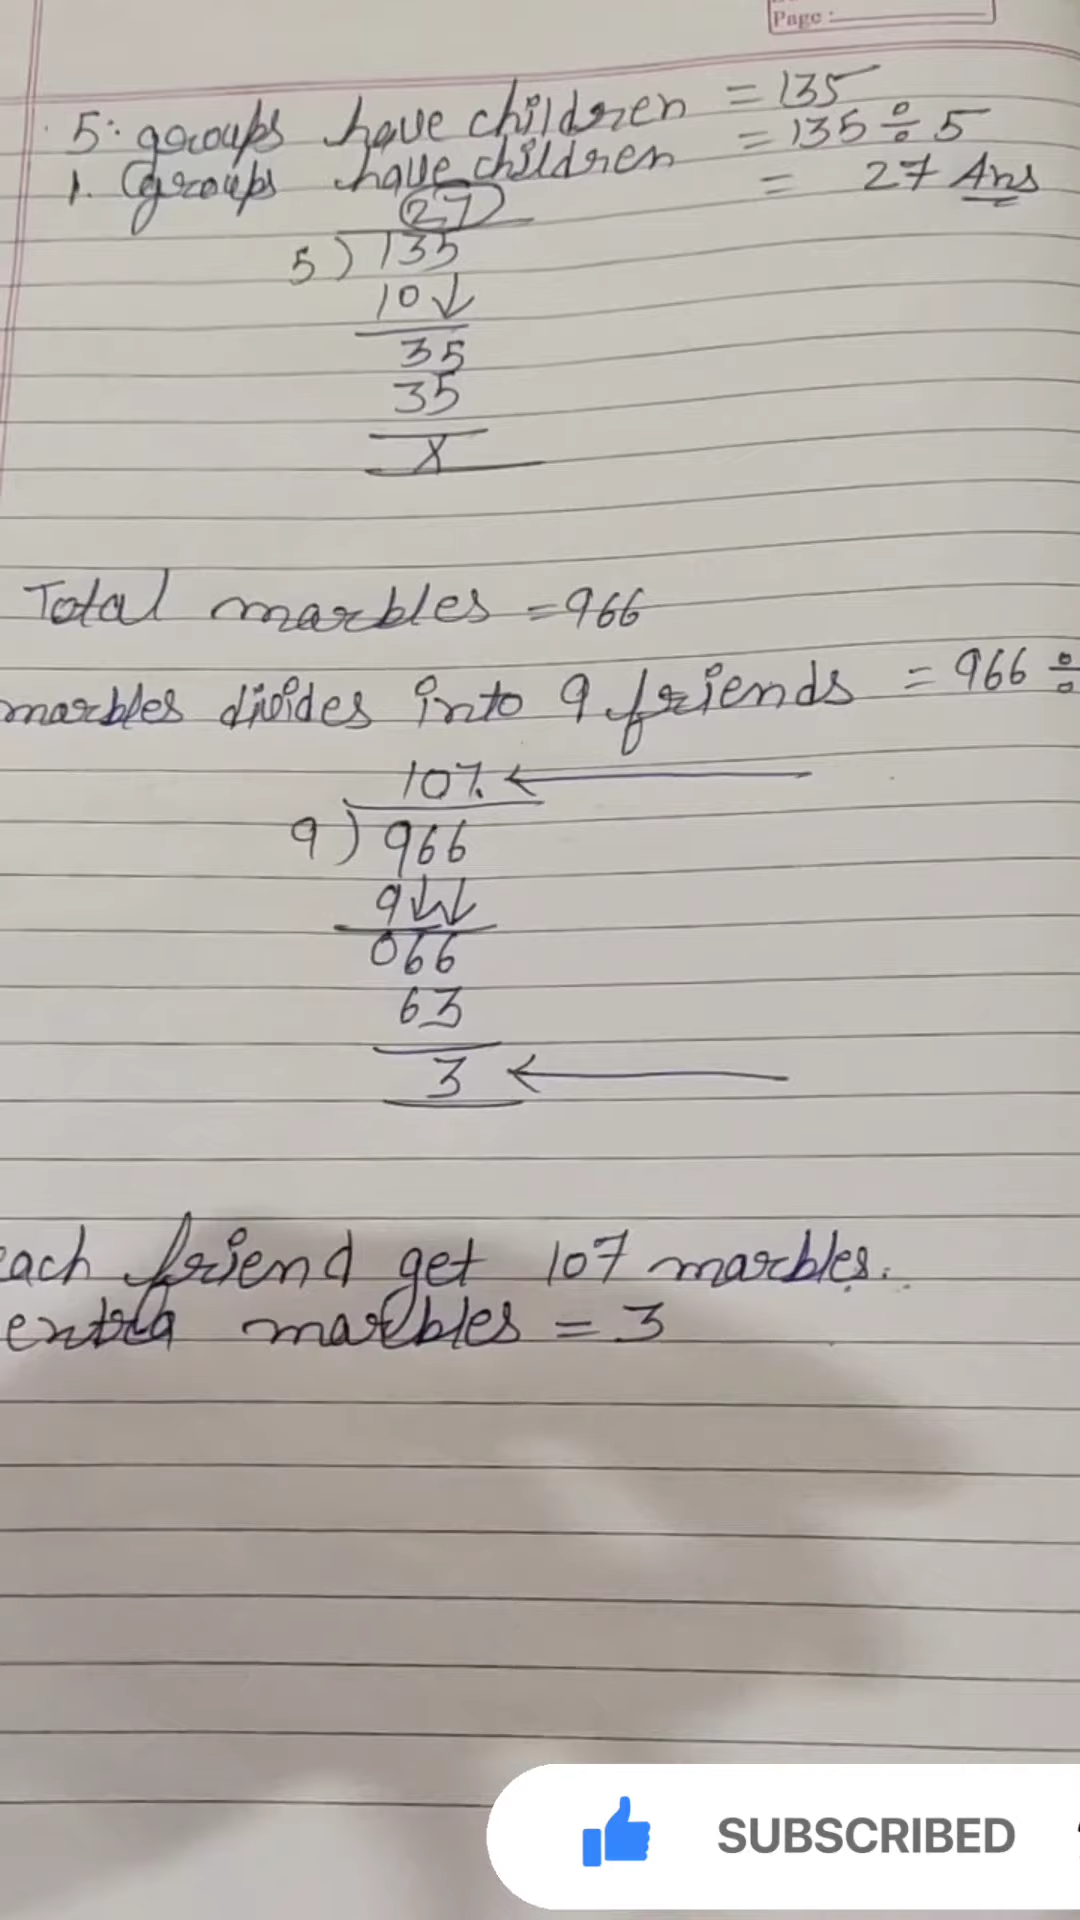 Page :
5. groups have children = 135
1. Groups have children = 135 ÷ 5
= 27 Ans
27
5 ) 135
10 ↓
35
35
X
Total marbles = 966
marbles divides into 9 friends = 966 ÷
107 ←
9 ) 966
9↓↓
066
63
3 ←
each friend get 107 marbles.
extra marbles = 3
SUBSCRIBED